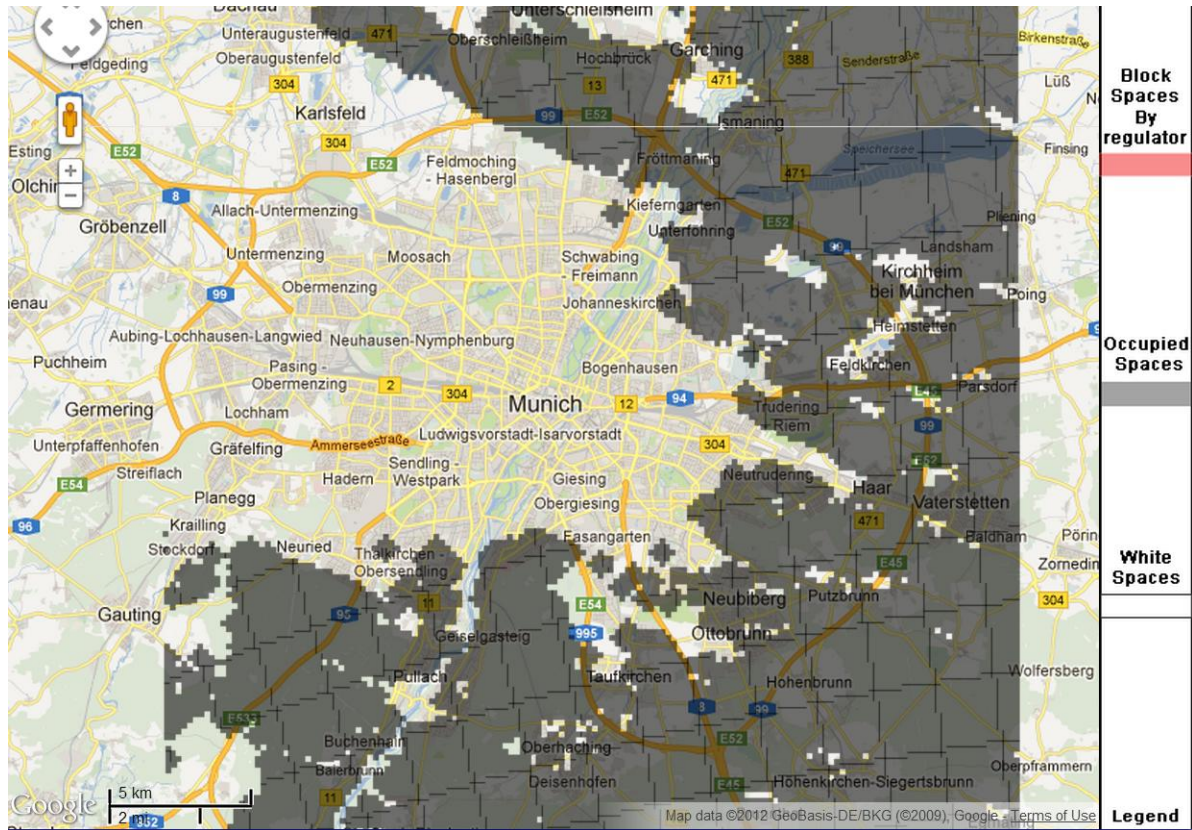 Dachau
Unterschleißheim
Unteraugustenfeld
471
Oberschleißheim
Garching
388
Birkenstraße
Feldgeding
Oberaugustenfeld
Hochbrück
Senderstraße
304
13
471
Lüß
Karlsfeld
99
E52
Ismaning
Esting
E52
304
E52
Feldmoching
- Hasenbergl
Fröttmaning
Speichersee
Finsing
471
8
Allach-Untermenzing
Kieferngarten
Pliening
Gröbenzell
Unterföhring
E52
99
Landsham
Untermenzing
Moosach
Schwabing
- Freimann
Kirchheim
bei München
Obermenzing
99
Johanneskirchen
Poing
Aubing-Lochhausen-Langwied
Neuhausen-Nymphenburg
Heimstetten
Puchheim
Pasing -
Obermenzing
Bogenhausen
Feldkirchen
2
304
94
Parsdorf
Germering
Lochham
Munich
12
Trudering
- Riem
99
Unterpfaffenhofen
Gräfelfing
Ammerseestraße
Ludwigsvorstadt-Isarvorstadt
304
E52
Streiflach
Sendling -
Westpark
Hadern
Giesing
Neutrudering
Haar
E54
Planegg
Obergiesing
Vaterstetten
96
Krailling
471
Stockdorf
Neuried
Thalkirchen -
Obersendling
Fasangarten
Baldham
E45
Zorneding
Gauting
95
11
E54
Neubiberg
Putzbrunn
304
Geiselgasteig
995
Ottobrunn
Pullach
Taufkirchen
Hohenbrunn
Wolfersberg
E533
8
99
Buchenhain
Oberhaching
E52
Baierbrunn
Deisenhofen
E45
Höhenkirchen-Siegertsbrunn
Oberpframmern
11
Google
5 km
2 mi
Map data ©2012 GeoBasis-DE/BKG (©2009), Google - Terms of Use
Block
Spaces
By
regulator
Occupied
Spaces
White
Spaces
Legend